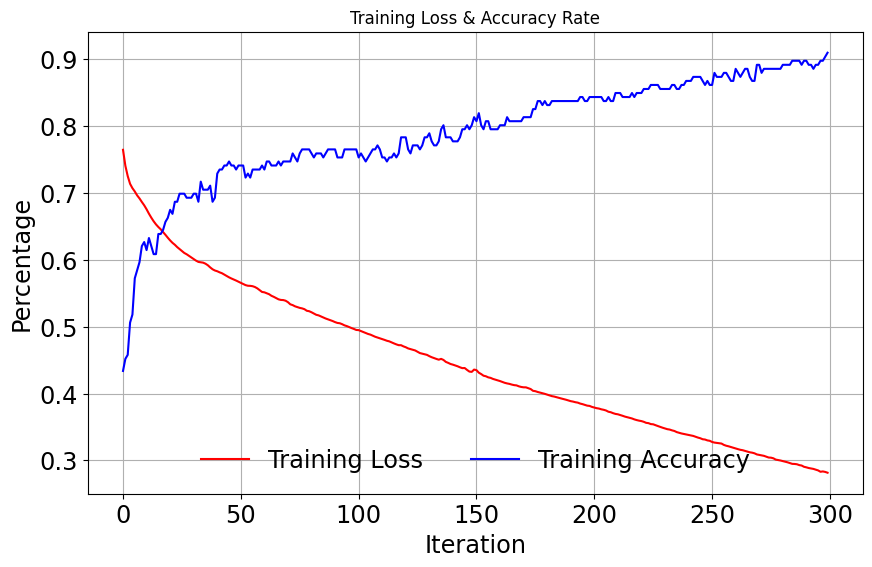 Training Loss & Accuracy Rate
0.9
0.8
0.7
0.6
0.5
0.4
0.3
Percentage
Training Loss Training Accuracy
0 50 100 150 200 250 300
Iteration